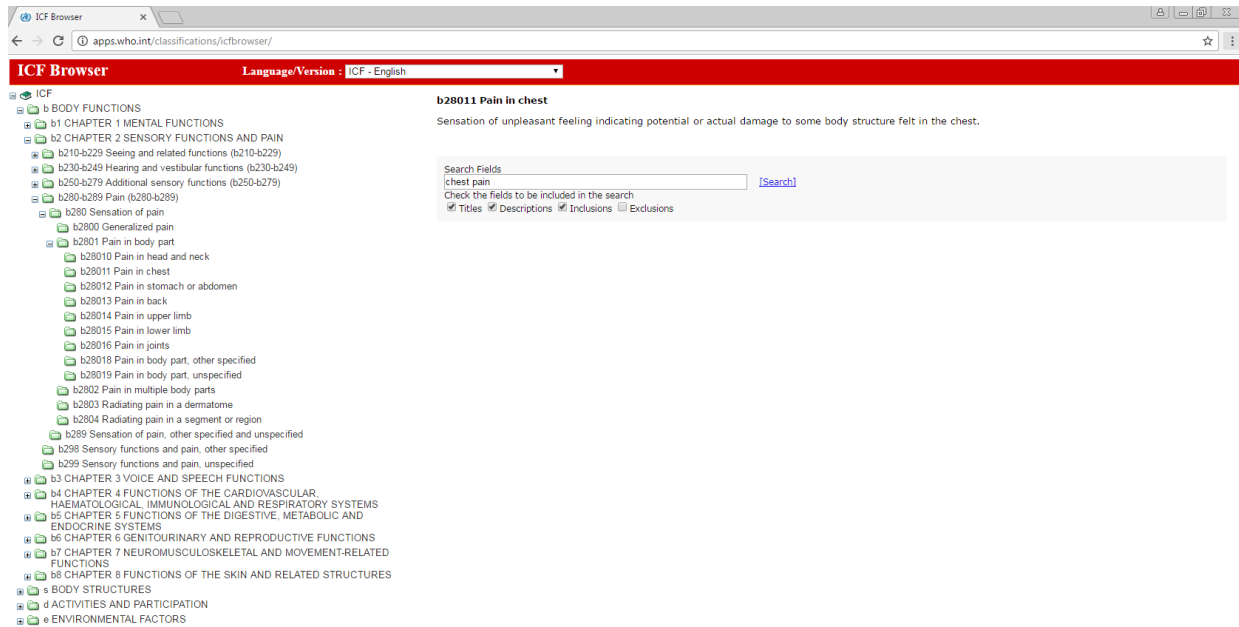 ICF Browser
apps.who.int/classifications/icfbrowser/
ICF Browser Language/Version : ICF - English
ICF
b BODY FUNCTIONS
b1 CHAPTER 1 MENTAL FUNCTIONS
b2 CHAPTER 2 SENSORY FUNCTIONS AND PAIN
b210-b229 Seeing and related functions (b210-b229)
b230-b249 Hearing and vestibular functions (b230-b249)
b250-b279 Additional sensory functions (b250-b279)
b280-b289 Pain (b280-b289)
b280 Sensation of pain
b2800 Generalized pain
b2801 Pain in body part
b28010 Pain in head and neck
b28011 Pain in chest
b28012 Pain in stomach or abdomen
b28013 Pain in back
b28014 Pain in upper limb
b28015 Pain in lower limb
b28016 Pain in joints
b28018 Pain in body part, other specified
b28019 Pain in body part, unspecified
b2802 Pain in multiple body parts
b2803 Radiating pain in a dermatome
b2804 Radiating pain in a segment or region
b289 Sensation of pain, other specified and unspecified
b298 Sensory functions and pain, other specified
b299 Sensory functions and pain, unspecified
b3 CHAPTER 3 VOICE AND SPEECH FUNCTIONS
b4 CHAPTER 4 FUNCTIONS OF THE CARDIOVASCULAR,
HAEMATOLOGICAL, IMMUNOLOGICAL AND RESPIRATORY SYSTEMS
b5 CHAPTER 5 FUNCTIONS OF THE DIGESTIVE, METABOLIC AND
ENDOCRINE SYSTEMS
b6 CHAPTER 6 GENITOURINARY AND REPRODUCTIVE FUNCTIONS
b7 CHAPTER 7 NEUROMUSCULOSKELETAL AND MOVEMENT-RELATED
FUNCTIONS
b8 CHAPTER 8 FUNCTIONS OF THE SKIN AND RELATED STRUCTURES
s BODY STRUCTURES
d ACTIVITIES AND PARTICIPATION
e ENVIRONMENTAL FACTORS
b28011 Pain in chest
Sensation of unpleasant feeling indicating potential or actual damage to some body structure felt in the chest.
Search Fields
chest pain [Search]
Check the fields to be included in the search
Titles Descriptions Inclusions Exclusions